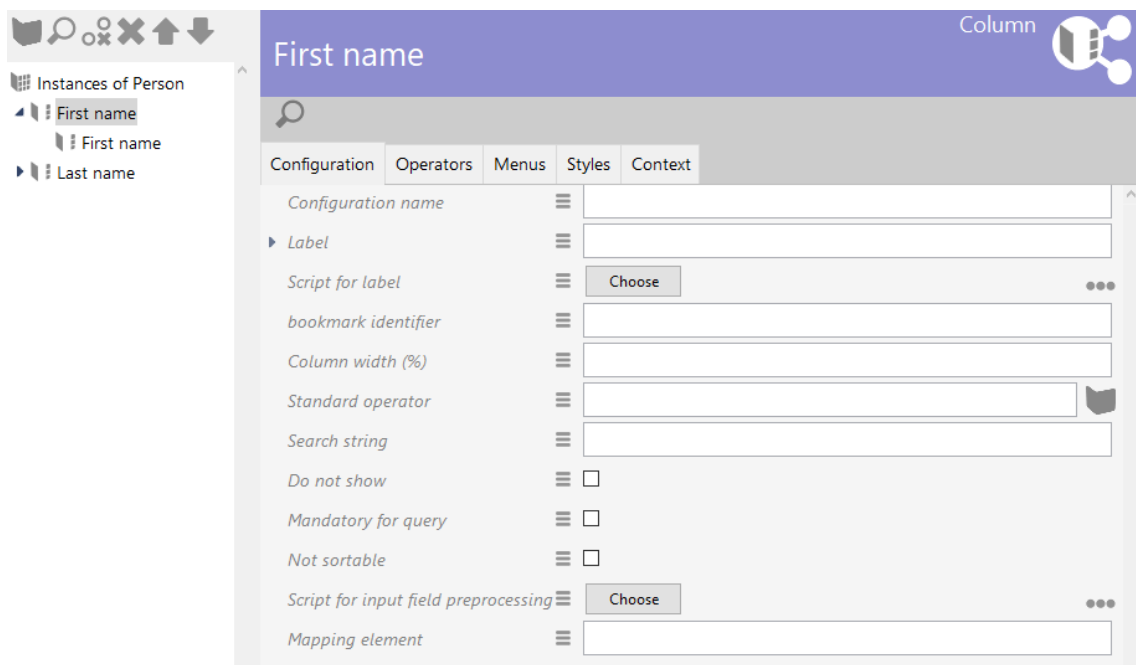 Column
First name
Instances of Person
First name
First name
Last name
Configuration Operators Menus Styles Context
Configuration name
Label
Script for label Choose
bookmark identifier
Column width (%)
Standard operator
Search string
Do not show
Mandatory for query
Not sortable
Script for input field preprocessing Choose
Mapping element